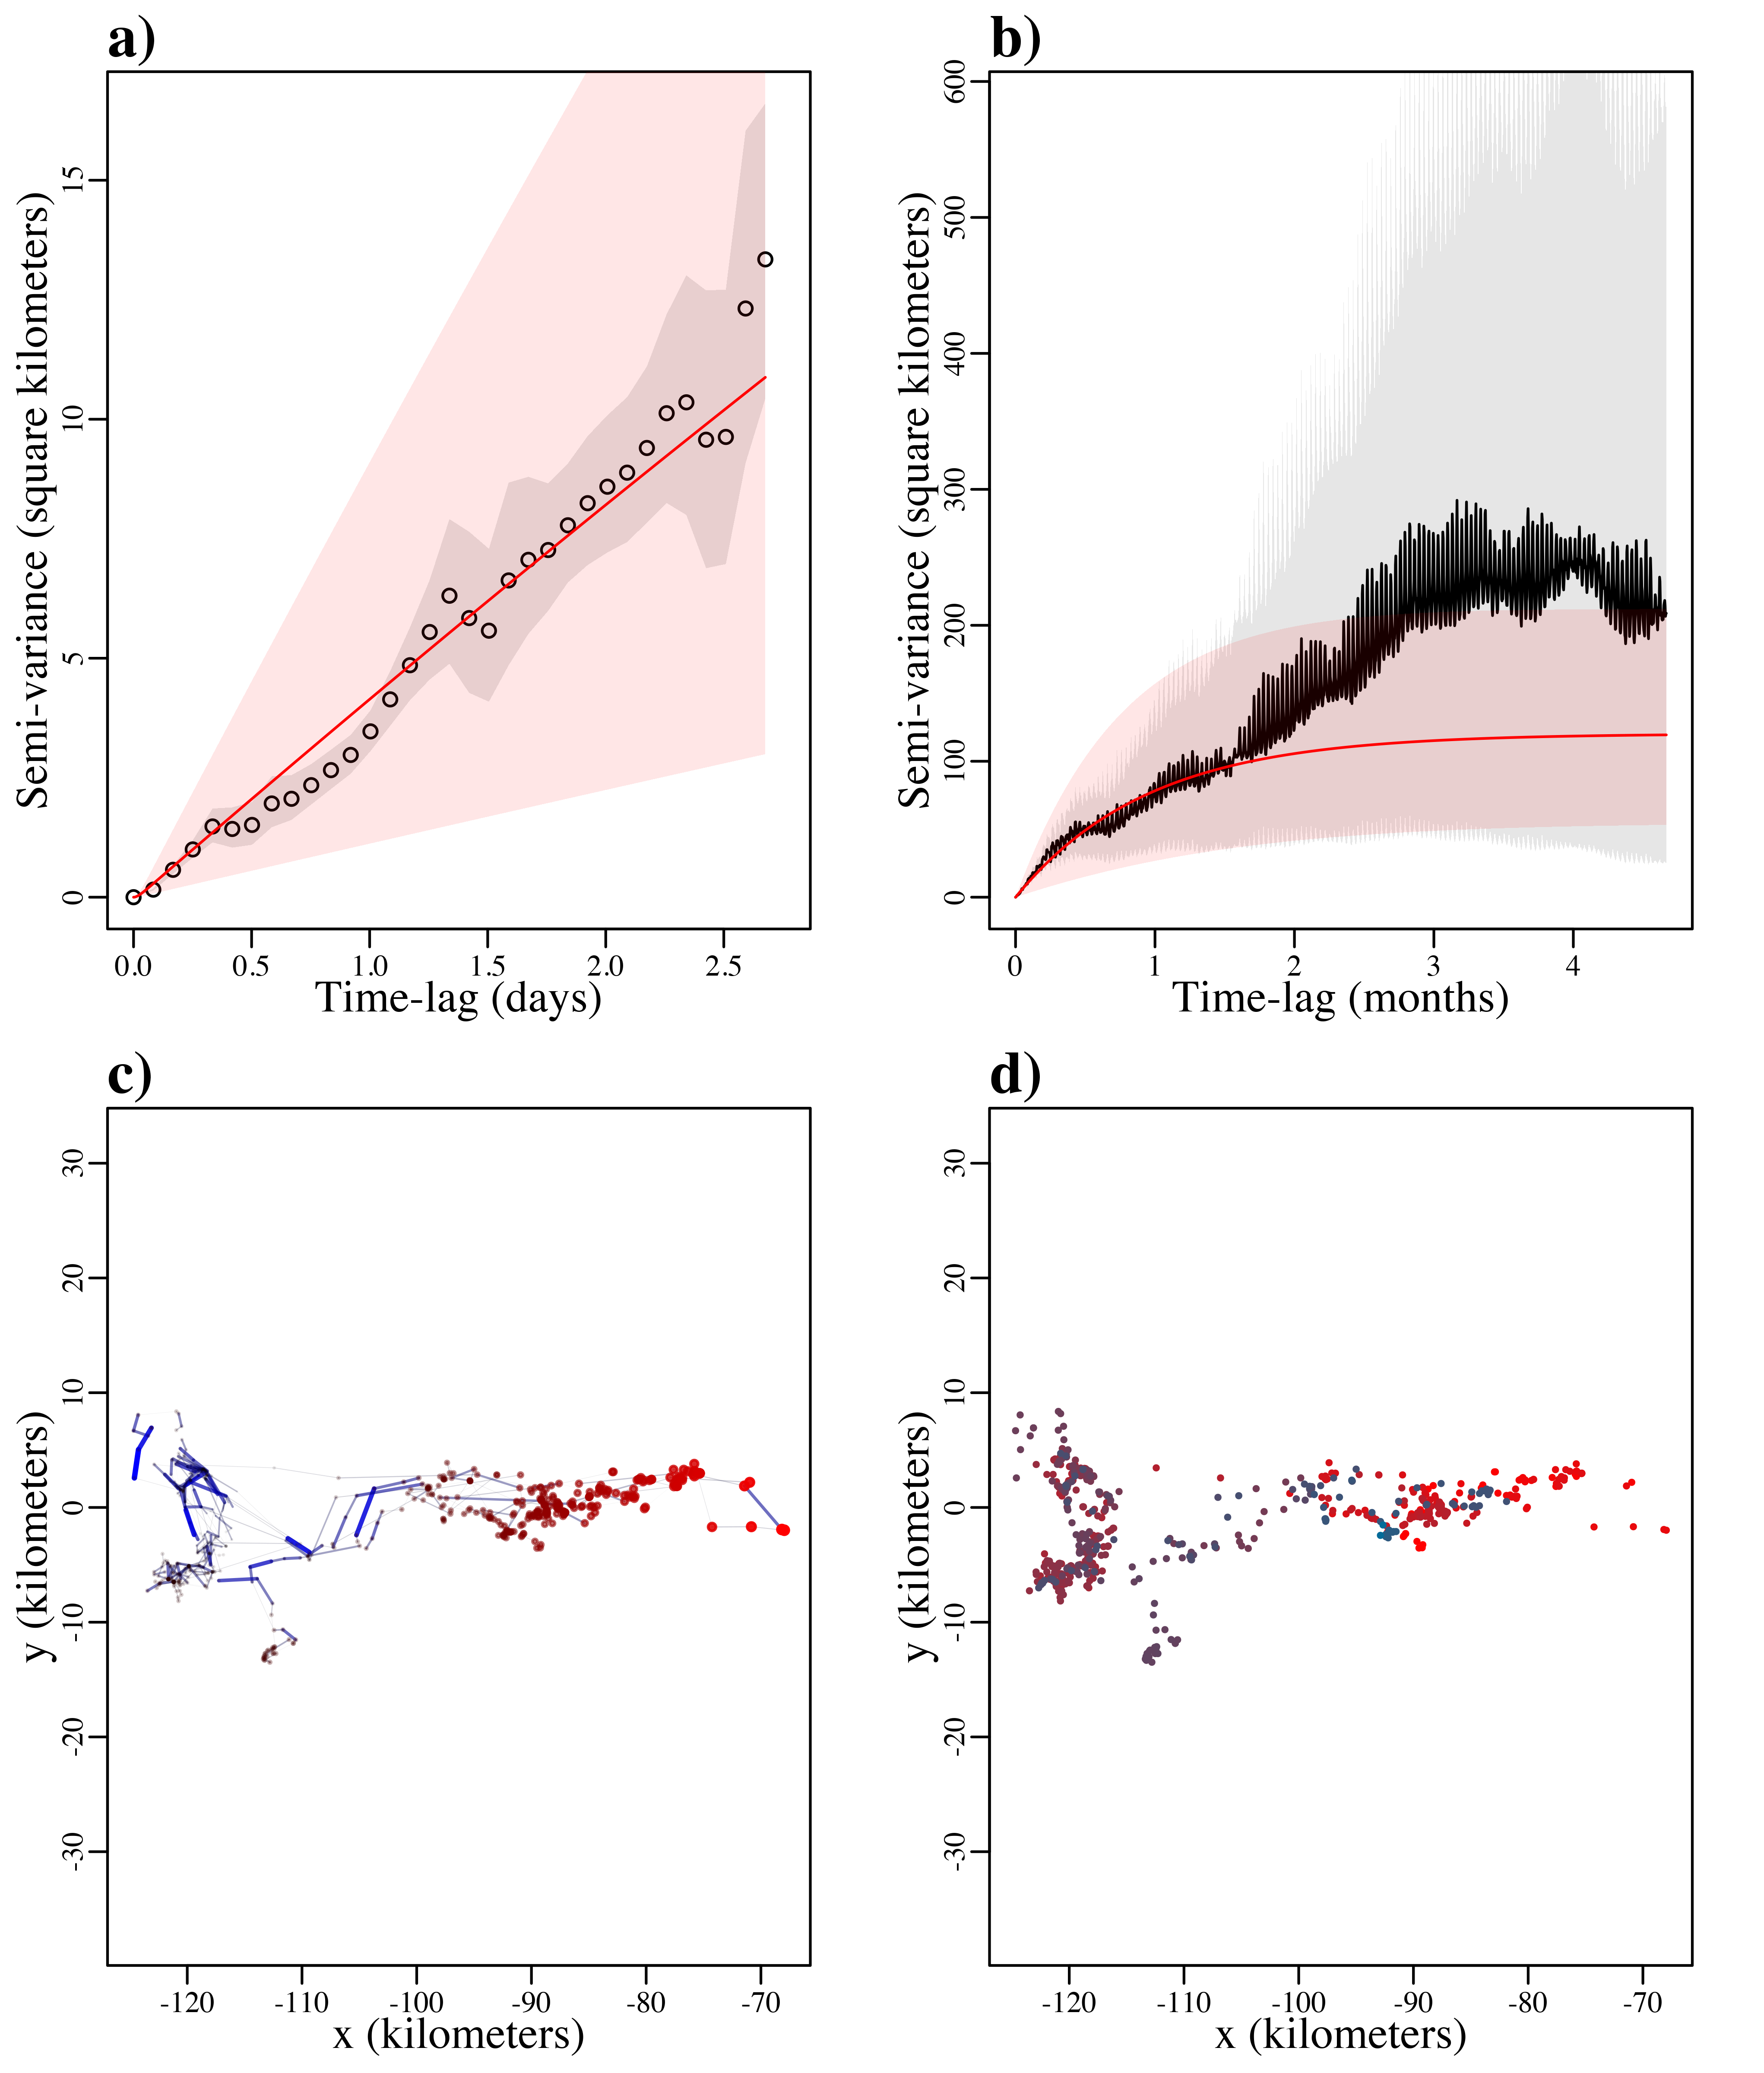 a)
Semi-variance (square kilometers)
0 5 10 15
0.0 0.5 1.0 1.5 2.0 2.5
Time-lag (days)
b)
Semi-variance (square kilometers)
0 100 200 300 400 500 600
0 1 2 3 4
Time-lag (months)
c)
y (kilometers)
-30 -20 -10 0 10 20 30
-120 -110 -100 -90 -80 -70
x (kilometers)
d)
y (kilometers)
-30 -20 -10 0 10 20 30
-120 -110 -100 -90 -80 -70
x (kilometers)